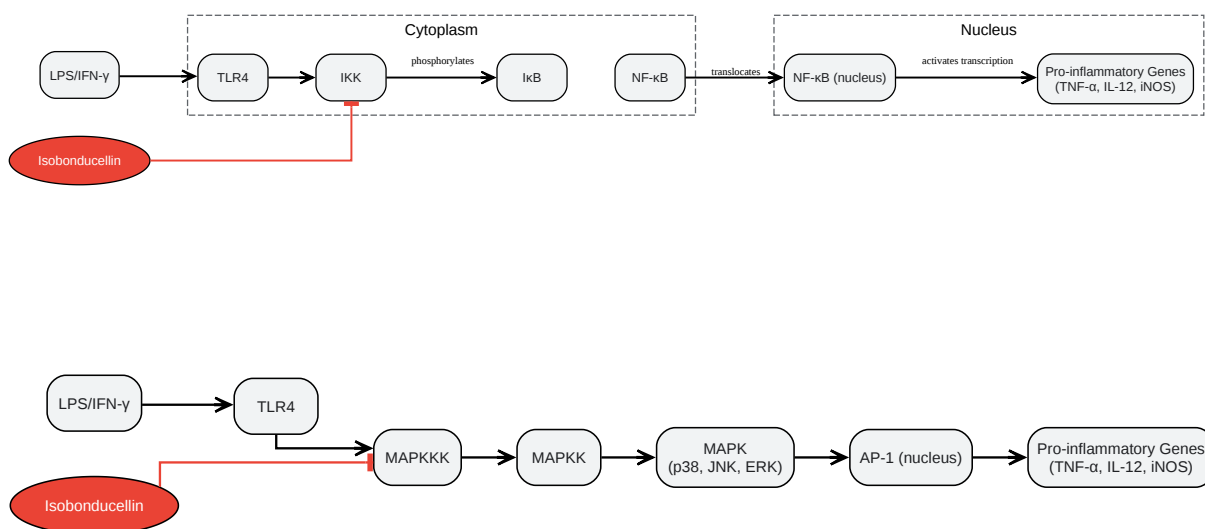 Cytoplasm
Nucleus
LPS/IFN-γ
TLR4
IKK
phosphorylates
IκB
NF-κB
translocates
NF-κB (nucleus)
activates transcription
Pro-inflammatory Genes
(TNF-α, IL-12, iNOS)
Isobonducellin
LPS/IFN-γ
TLR4
MAPKKK
MAPKK
MAPK
(p38, JNK, ERK)
AP-1 (nucleus)
Pro-inflammatory Genes
(TNF-α, IL-12, iNOS)
Isobonducellin